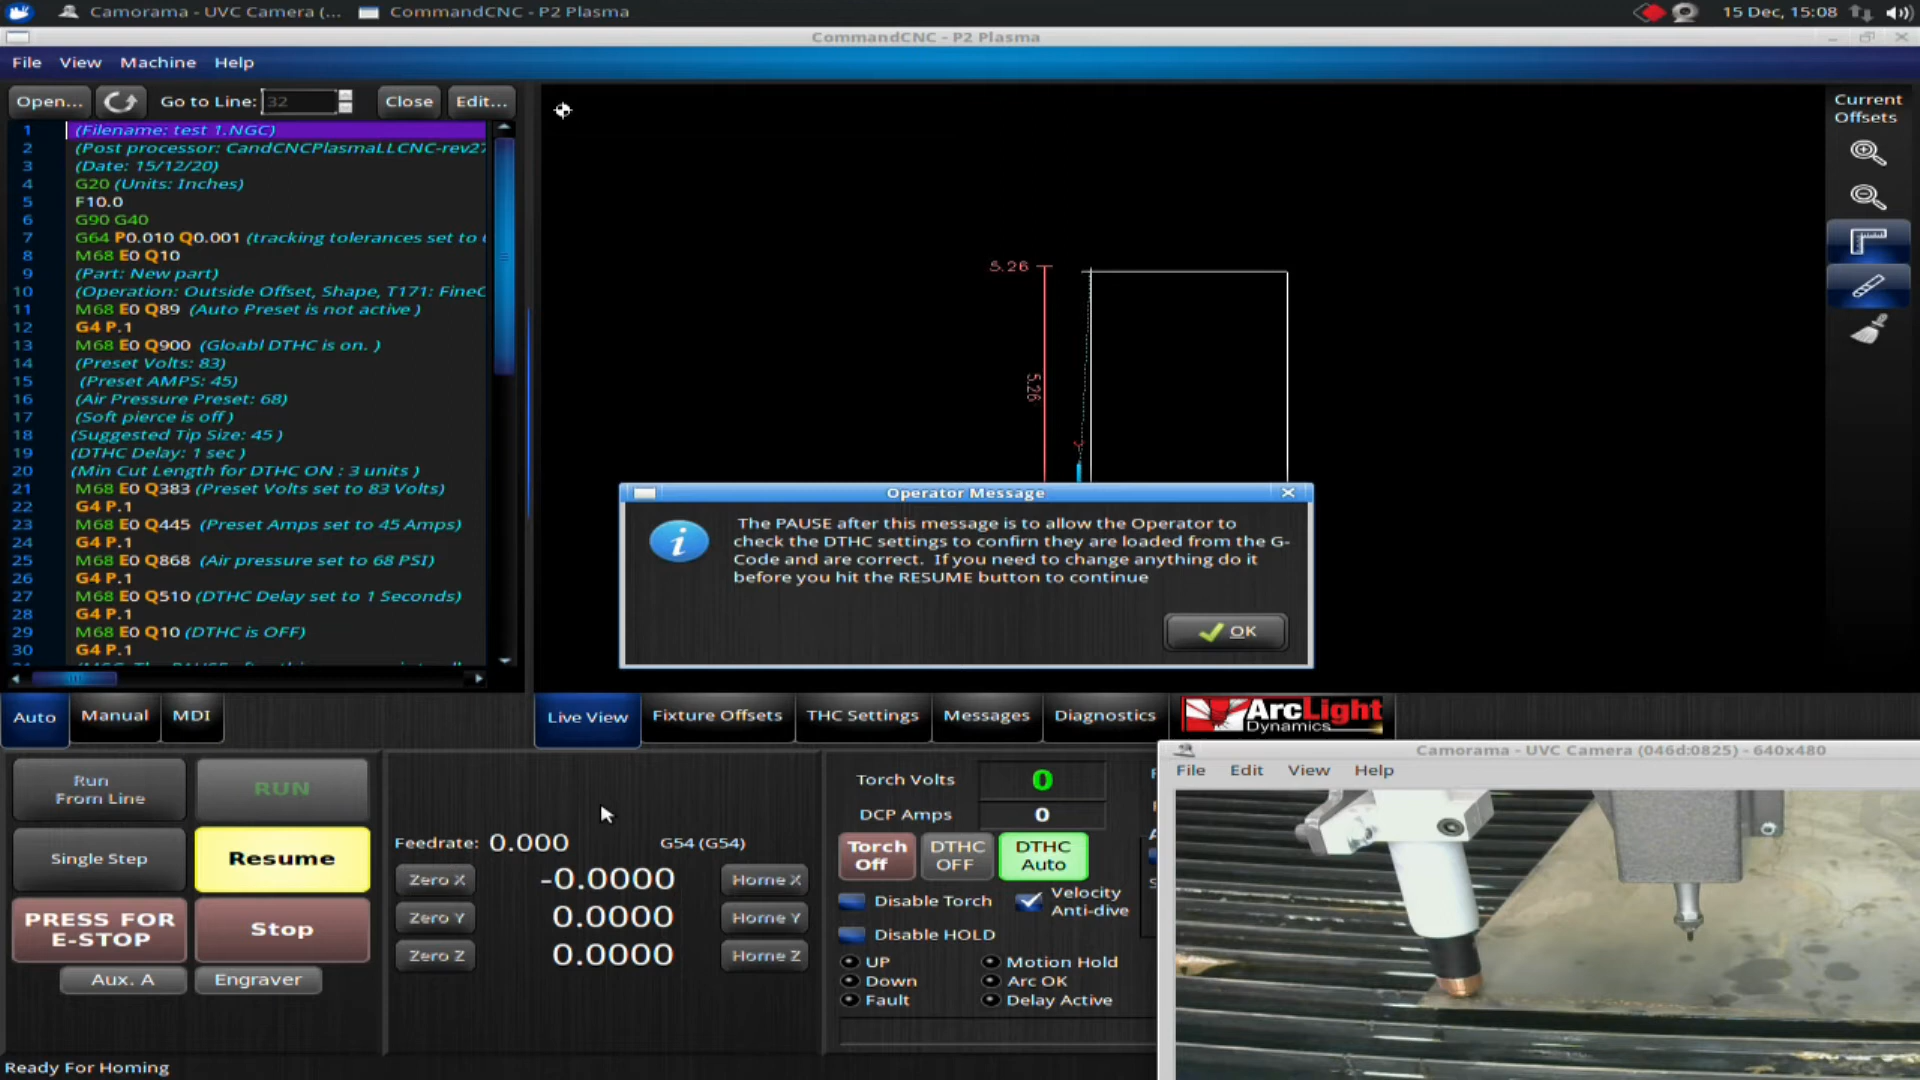 Camorama - UVC Camera (... CommandCNC - P2 Plasma 15 Dec, 15:08
CommandCNC - P2 Plasma
File View Machine Help
Open... Go to Line: 32 Close Edit...
1 (Filename: test 1.NGC)
2 (Post processor: CandCNCPlasmaLLCNC-rev27
3 (Date: 15/12/20)
4 G20 (Units: Inches)
5 F10.0
6 G90 G40
7 G64 P0.010 Q0.001 (tracking tolerances set to
8 M68 E0 Q10
9 (Part: New part)
10 (Operation: Outside Offset, Shape, T171: FineC
11 M68 E0 Q89 (Auto Preset is not active )
12 G4 P.1
13 M68 E0 Q900 (Gloabl DTHC is on. )
14 (Preset Volts: 83)
15 (Preset AMPS: 45)
16 (Air Pressure Preset: 68)
17 (Soft pierce is off )
18 (Suggested Tip Size: 45 )
19 (DTHC Delay: 1 sec )
20 (Min Cut Length for DTHC ON : 3 units )
21 M68 E0 Q383 (Preset Volts set to 83 Volts)
22 G4 P.1
23 M68 E0 Q445 (Preset Amps set to 45 Amps)
24 G4 P.1
25 M68 E0 Q868 (Air pressure set to 68 PSI)
26 G4 P.1
27 M68 E0 Q510 (DTHC Delay set to 1 Seconds)
28 G4 P.1
29 M68 E0 Q10 (DTHC is OFF)
30 G4 P.1
5.26
5.26
Y
Current
Offsets
Operator Message
The PAUSE after this message is to allow the Operator to
check the DTHC settings to confirm they are loaded from the G-
Code and are correct. If you need to change anything do it
before you hit the RESUME button to continue
OK
Auto Manual MDI
Live View Fixture Offsets THC Settings Messages Diagnostics
ArcLight
Dynamics
Run
From Line
RUN
Single Step
Resume
PRESS FOR
E-STOP
Stop
Aux. A Engraver
Feedrate: 0.000 G54 (G54)
Zero X -0.0000 Home X
Zero Y 0.0000 Home Y
Zero Z 0.0000 Home Z
Torch Volts 0
DCP Amps 0
Torch
Off
DTHC
OFF
DTHC
Auto
Disable Torch
Velocity
Anti-dive
Disable HOLD
UP Motion Hold
Down Arc OK
Fault Delay Active
Camorama - UVC Camera (046d:0825) - 640x480
File Edit View Help
Ready For Homing